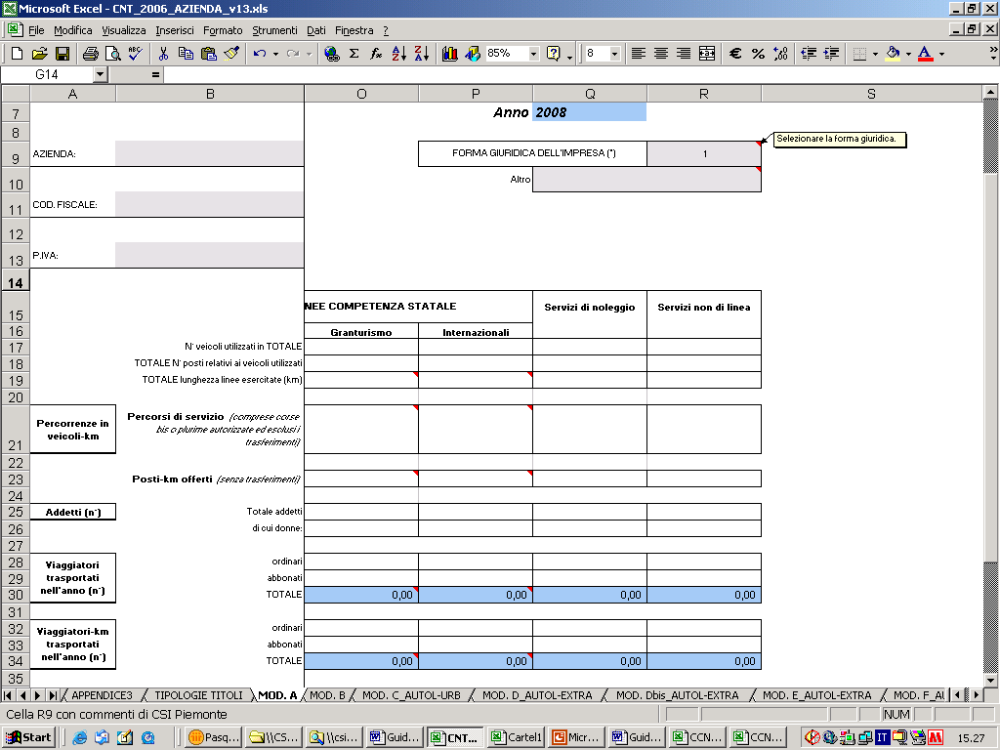 Microsoft Excel - CNT_2006_AZIENDA_v13.xls
File Modifica Visualizza Inserisci Formato Strumenti Dati Finestra ?
85% 8
G14 =
A B O P Q R S
7 Anno 2008
8
9 AZIENDA: FORMA GIURIDICA DELL'IMPRESA (*) 1 Selezionare la forma giuridica.
10 Altro
11 COD. FISCALE:
12
13 P.IVA:
14
15 NEE COMPETENZA STATALE Servizi di noleggio Servizi non di linea
16 Granturismo Internazionali
17 N° veicoli utilizzati in TOTALE
18 TOTALE N° posti relativi ai veicoli utilizzati
19 TOTALE lunghezza linee esercitate (km)
20
21 Percorrenze in veicoli-km Percorsi di servizio (comprese corse
bis o plurime autorizzate ed esclusi i
trasferimenti)
22
23 Posti-km offerti (senza trasferimenti)
24
25 Addetti (n°) Totale addetti
26 di cui donne:
27
28 Viaggiatori ordinari
29 trasportati abbonati
30 nell'anno (n°) TOTALE 0,00 0,00 0,00 0,00
31
32 Viaggiatori-km ordinari
33 trasportati abbonati
34 nell'anno (n°) TOTALE 0,00 0,00 0,00 0,00
35
APPENDICE3 TIPOLOGIE TITOLI MOD. A MOD. B MOD. C_AUTOL-URB MOD. D_AUTOL-EXTRA MOD. Dbis_AUTOL-EXTRA MOD. E_AUTOL-EXTRA MOD. F_AU
Cella R9 con commenti di CSI Piemonte NUM
Start Pasq... \\CS... \\csi... Guid... CNT... Cartel1 Micr... Guid... CCN... CCN... IT 15.27